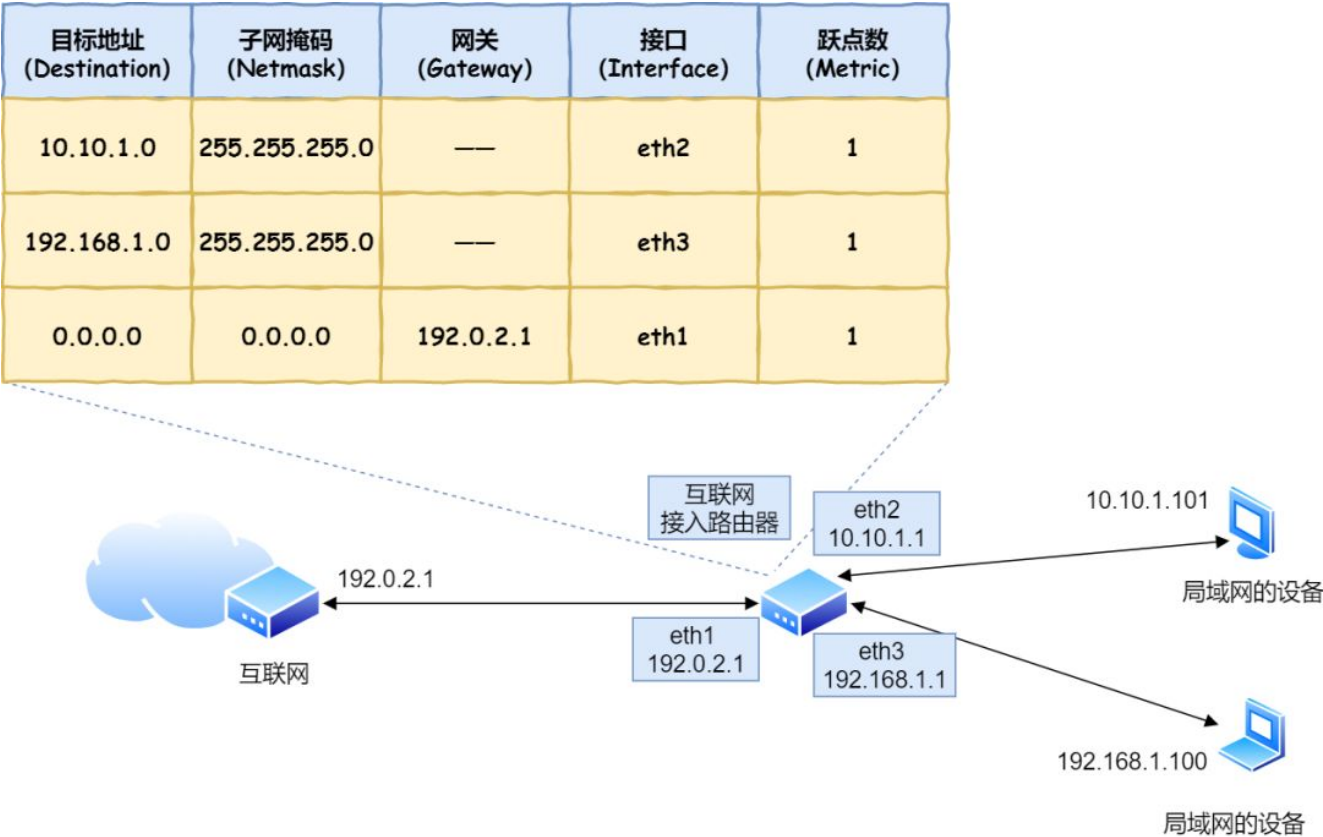 目标地址 子网掩码 网关 接口 跃点数
(Destination) (Netmask) (Gateway) (Interface) (Metric)
10.10.1.0 255.255.255.0 —— eth2 1
192.168.1.0 255.255.255.0 —— eth3 1
0.0.0.0 0.0.0.0 192.0.2.1 eth1 1
互联网
接入路由器
eth2
10.10.1.1
10.10.1.101
局域网的设备
192.0.2.1
互联网
eth1
192.0.2.1
eth3
192.168.1.1
192.168.1.100
局域网的设备